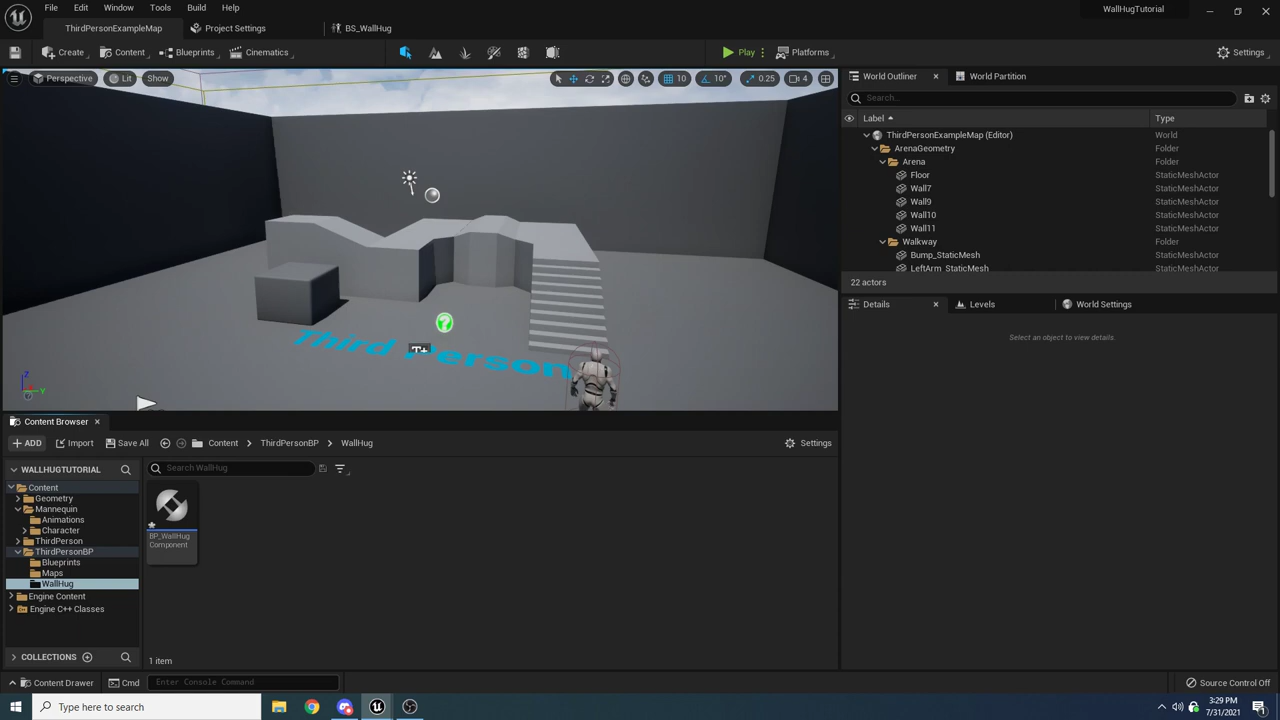 File Edit Window Tools Build Help
WallHugTutorial
ThirdPersonExampleMap
Project Settings
BS_WallHug
Create
Content
Blueprints
Cinematics
Play
Platforms
Settings
Perspective
Lit
Show
10
10°
0.25
4
World Outliner
World Partition
Search...
Label
Type
ThirdPersonExampleMap (Editor)
World
ArenaGeometry
Folder
Arena
Folder
Floor
StaticMeshActor
Wall7
StaticMeshActor
Wall9
StaticMeshActor
Wall10
StaticMeshActor
Wall11
StaticMeshActor
Walkway
Folder
Bump_StaticMesh
StaticMeshActor
LeftArm_StaticMesh
StaticMeshActor
22 actors
Details
Levels
World Settings
Select an object to view details.
Third Person
Z
Y
Content Browser
ADD
Import
Save All
Content
ThirdPersonBP
WallHug
Settings
WALLHUGTUTORIAL
Search WallHug
Content
Geometry
Mannequin
Animations
Character
ThirdPerson
ThirdPersonBP
Blueprints
Maps
WallHug
Engine Content
Engine C++ Classes
BP_WallHug
Component
COLLECTIONS
1 item
Content Drawer
Cmd
Enter Console Command
Source Control Off
Type here to search
3:29 PM
7/31/2021